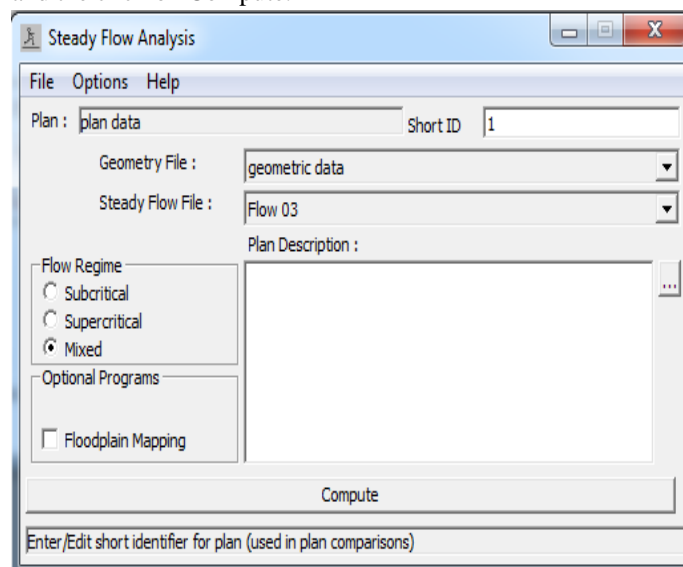 Steady Flow Analysis
File Options Help
Plan : plan data Short ID 1
Geometry File : geometric data
Steady Flow File : Flow 03
Plan Description :
Flow Regime
Subcritical
Supercritical
Mixed
...
Optional Programs
Floodplain Mapping
Compute
Enter/Edit short identifier for plan (used in plan comparisons)